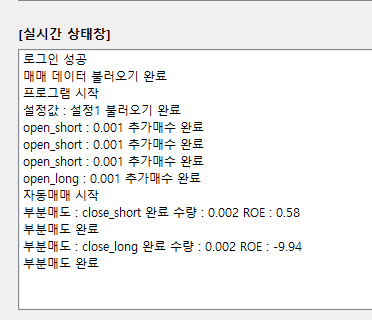 [실시간 상태창]
로그인 성공
매매 데이터 불러오기 완료
프로그램 시작
설정값 : 설정1 불러오기 완료
open_short : 0.001 추가매수 완료
open_short : 0.001 추가매수 완료
open_short : 0.001 추가매수 완료
open_long : 0.001 추가매수 완료
자동매매 시작
부분매도 : close_short 완료 수량 : 0.002 ROE : 0.58
부분매도 완료
부분매도 : close_long 완료 수량 : 0.002 ROE : -9.94
부분매도 완료